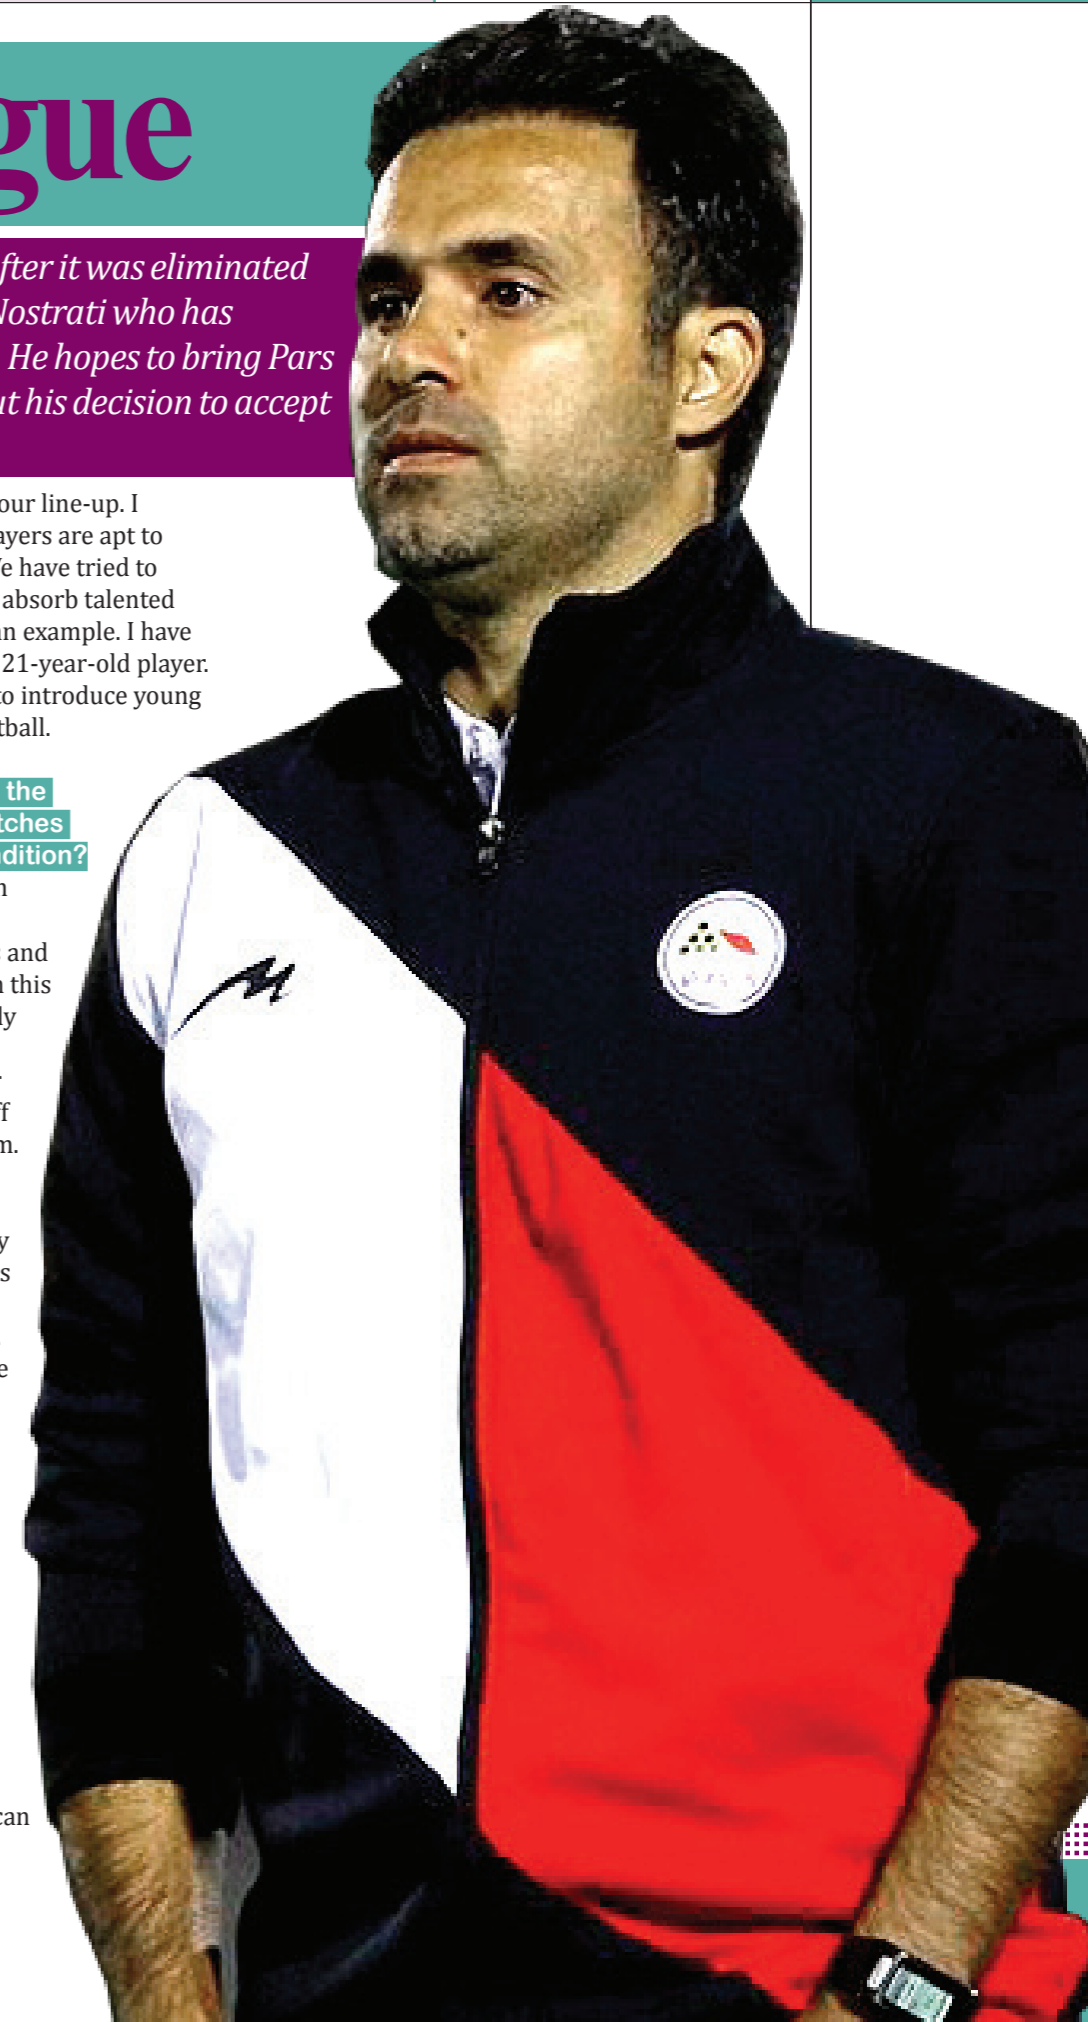 gue
fter it was eliminated
Nostrati who has
He hopes to bring Pars
ut his decision to accept
our line-up. I
ayers are apt to
e have tried to
absorb talented
an example. I have
21-year-old player.
to introduce young
tball.
the
tches
dition?
n
s and
n this
ly
.
ff
m.
y
s
e
can